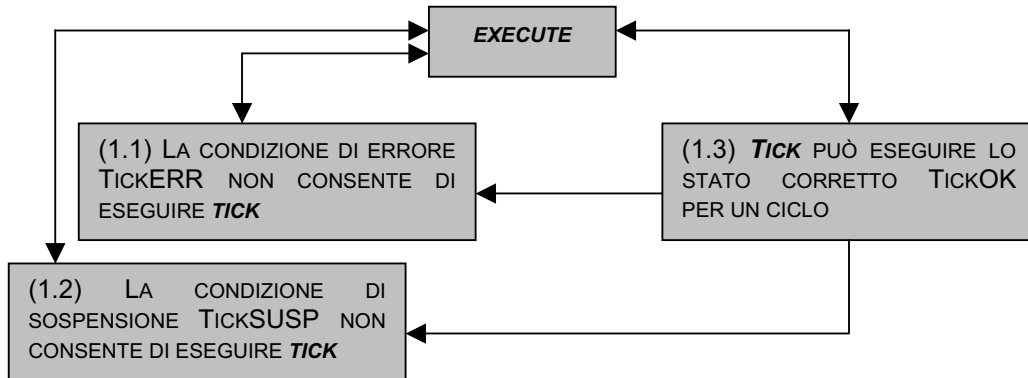 EXECUTE
(1.1) LA CONDIZIONE DI ERRORE
TICKERR NON CONSENTE DI
ESEGUIRE TICK
(1.3) TICK PUÒ ESEGUIRE LO
STATO CORRETTO TICKOK
PER UN CICLO
(1.2) LA CONDIZIONE DI
SOSPENSIONE TICKSUSP NON
CONSENTE DI ESEGUIRE TICK